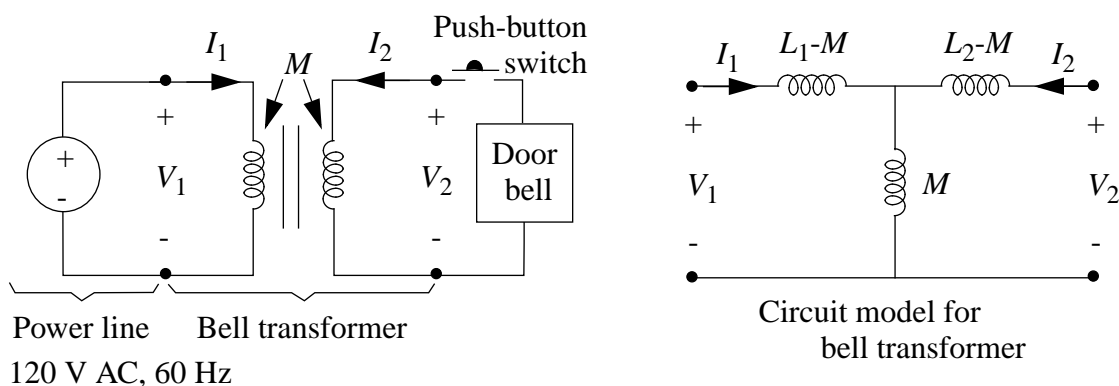 I1
M
I2
Push-button
switch
+
-
+
V1
-
+
V2
-
Door
bell
Power line
120 V AC, 60 Hz
Bell transformer
I1
L1-M
L2-M
I2
+
V1
-
M
+
V2
-
Circuit model for
bell transformer